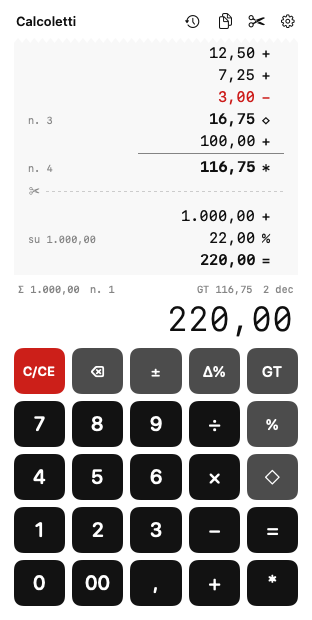 Calcoletti
12,50 +
7,25 +
3,00 −
n. 3 16,75 ◇
100,00 +
n. 4 116,75 *
1.000,00 +
su 1.000,00 22,00 %
220,00 =
Σ 1.000,00 n. 1 GT 116,75 2 dec
220,00
C/CE ⌫ ± Δ% GT
7 8 9 ÷ %
4 5 6 × ◇
1 2 3 − =
0 00 , + *